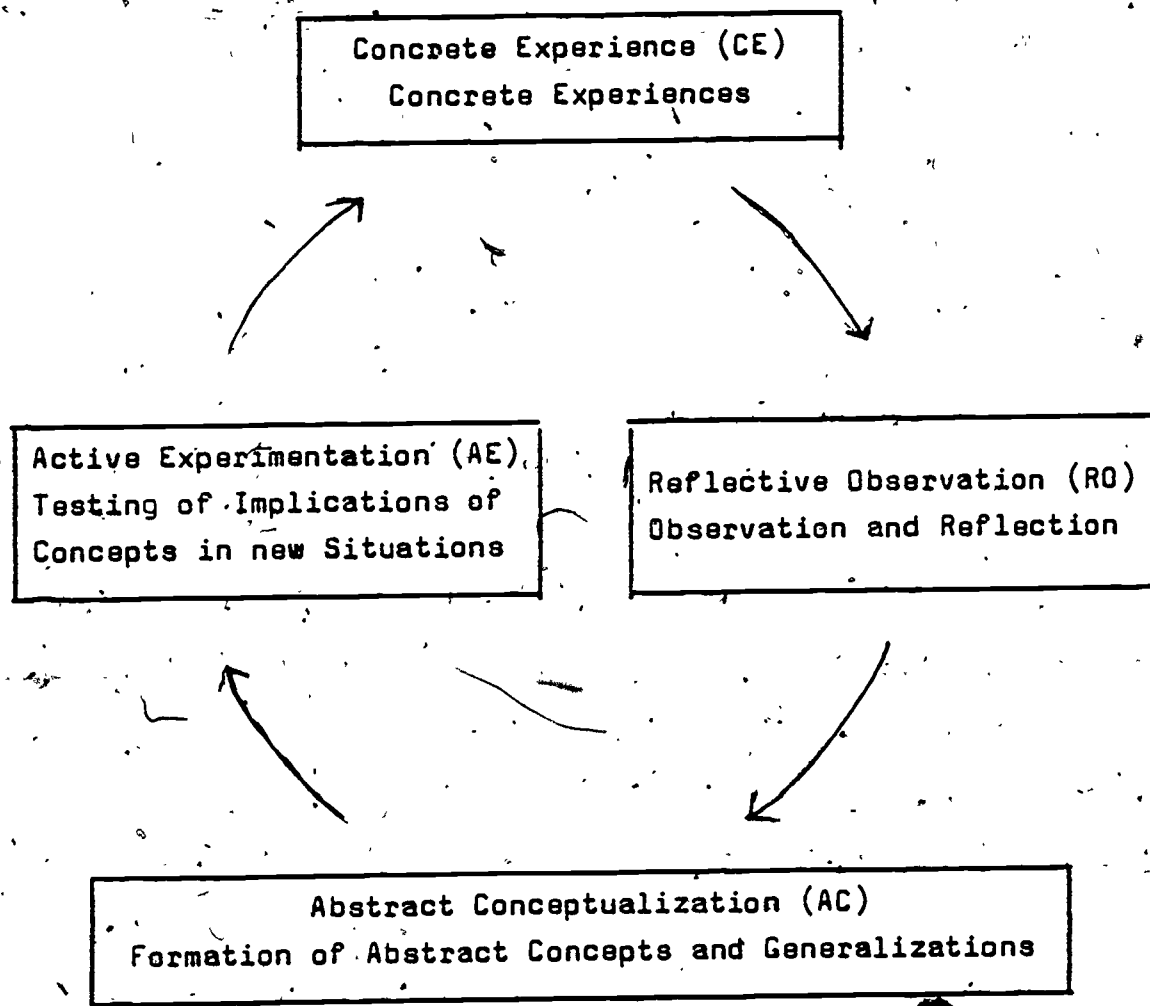 Concrete Experience (CE)
Concrete Experiences
Active Experimentation (AE)
Testing of Implications of
Concepts in new Situations
Reflective Observation (RO)
Observation and Reflection
Abstract Conceptualization (AC)
Formation of Abstract Concepts and Generalizations